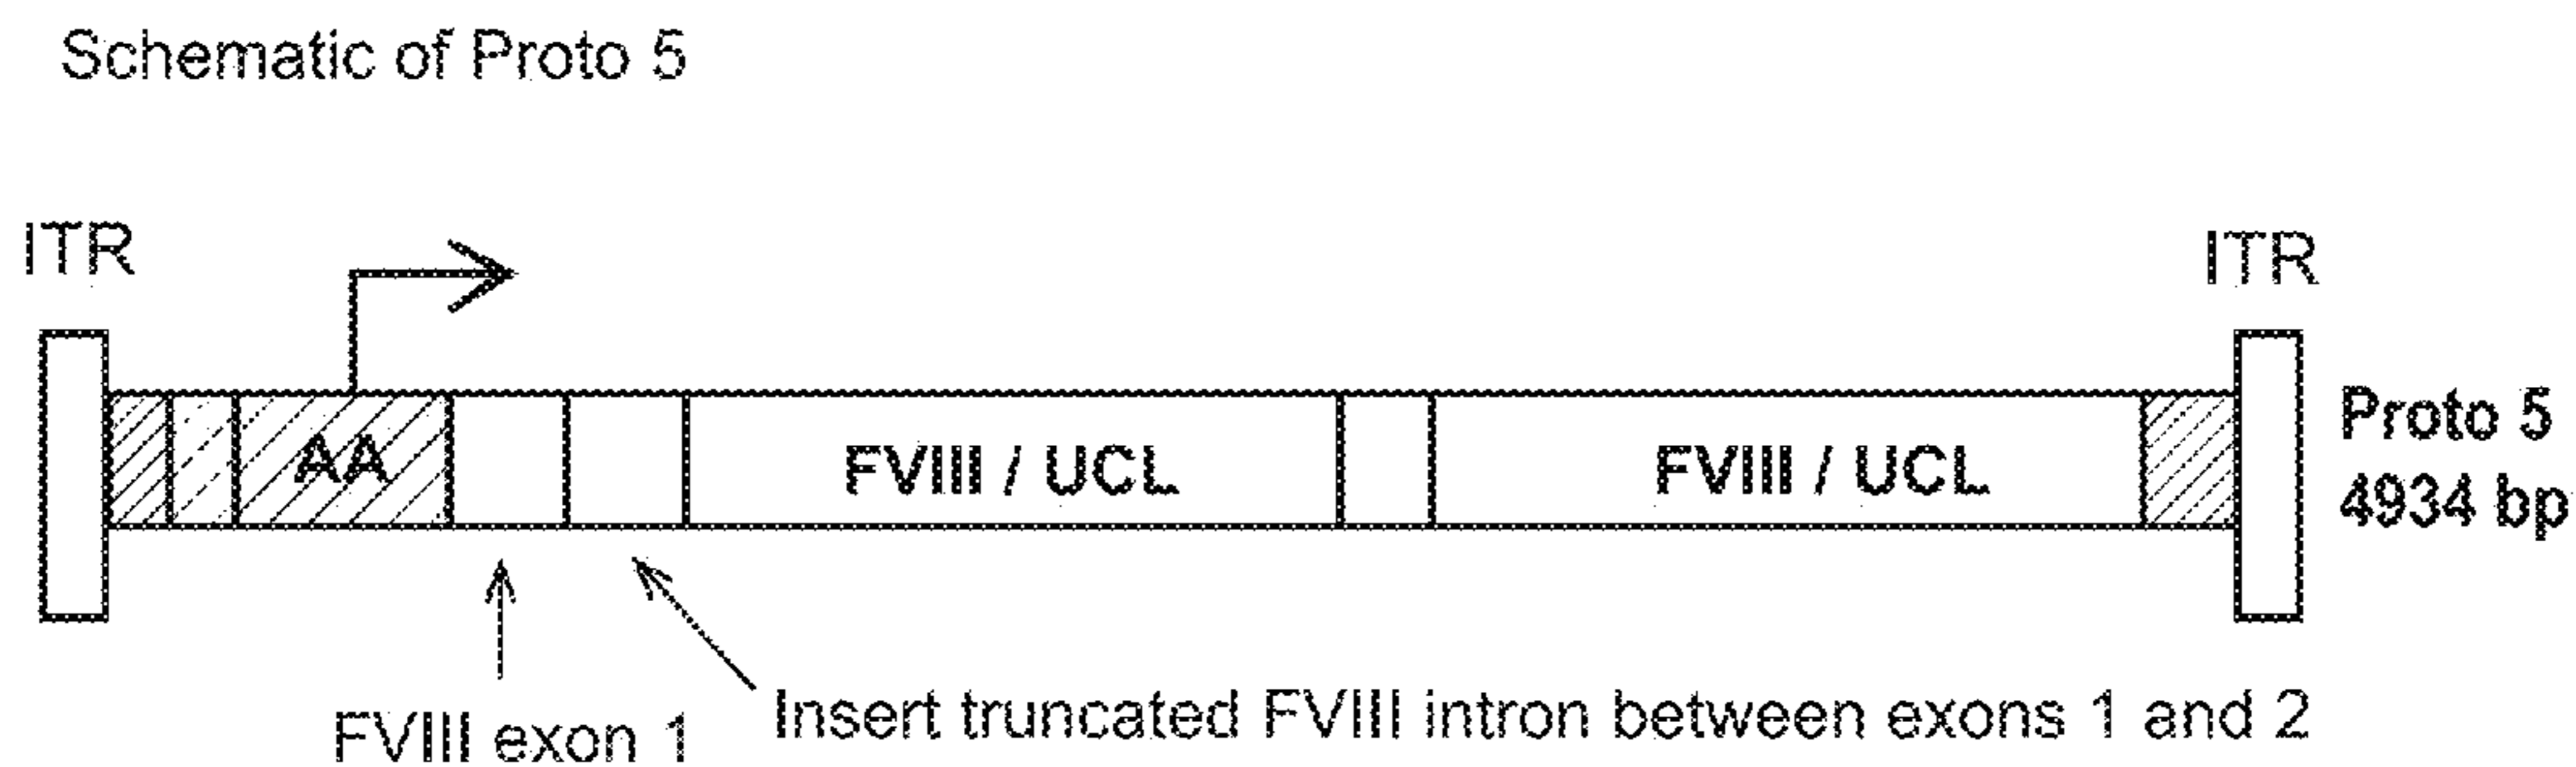 Schematic of Proto 5
ITR
ITR
AA
FVIII / UCL
FVIII / UCL
Proto 5
4934 bp
FVIII exon 1
Insert truncated FVIII intron between exons 1 and 2